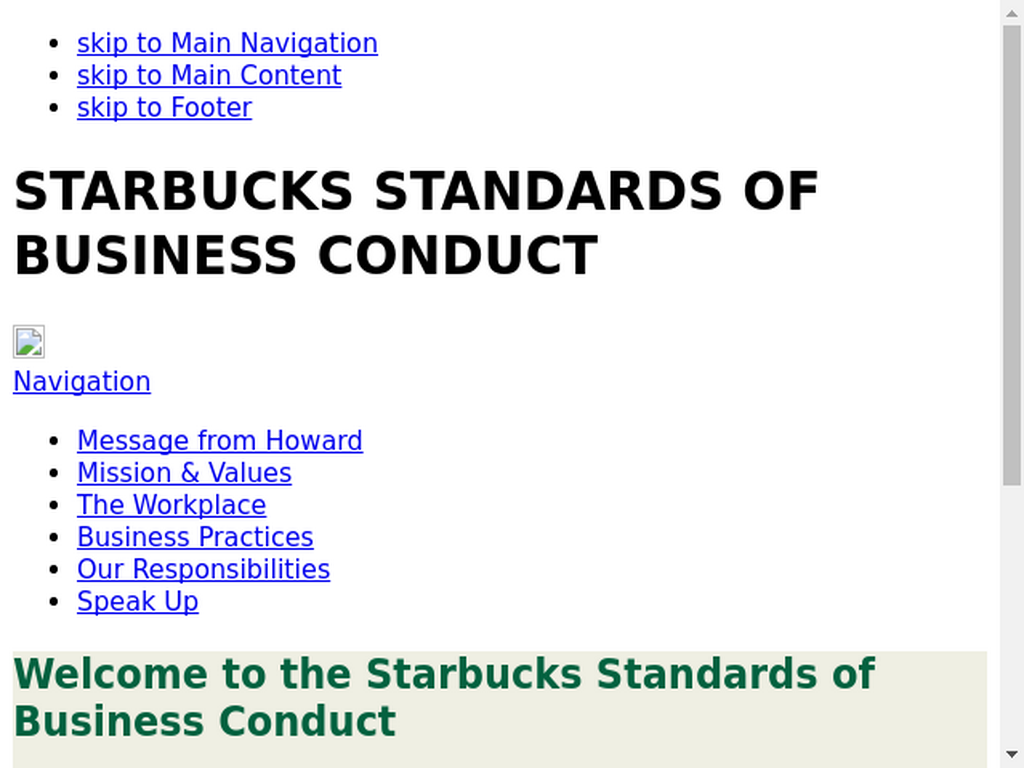 skip to Main Navigation
skip to Main Content
skip to Footer
STARBUCKS STANDARDS OF
BUSINESS CONDUCT
Navigation
Message from Howard
Mission & Values
The Workplace
Business Practices
Our Responsibilities
Speak Up
Welcome to the Starbucks Standards of
Business Conduct